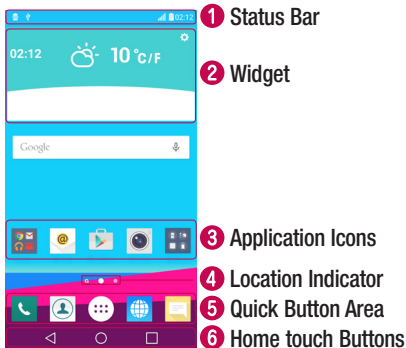 02:12
1 Status Bar
02:12 10 °C/F
2 Widget
Google
@
3 Application Icons
4 Location Indicator
5 Quick Button Area
6 Home touch Buttons